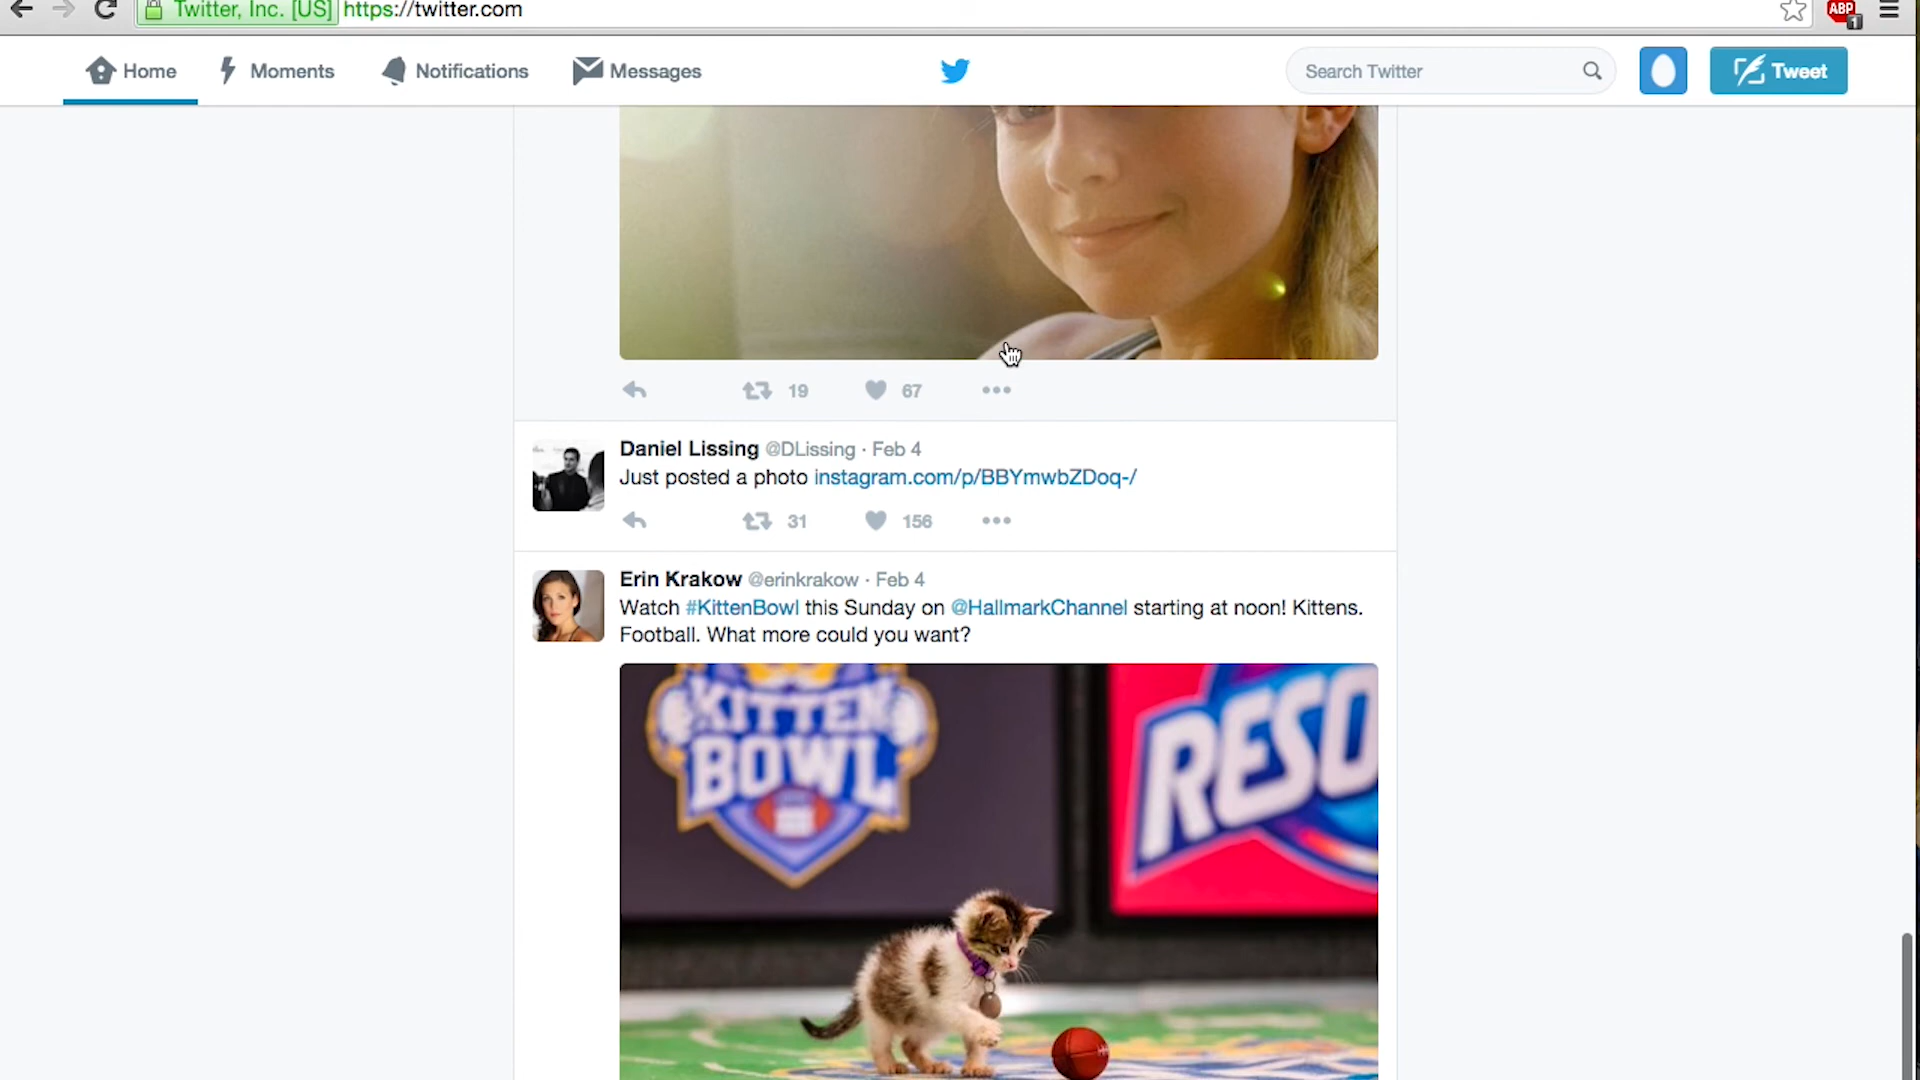 Twitter, Inc. [US] https://twitter.com
ABP
1
Home Moments Notifications Messages Search Twitter Tweet
19 67
Daniel Lissing @DLissing · Feb 4
Just posted a photo instagram.com/p/BBYmwbZDoq-/
31 156
Erin Krakow @erinkrakow · Feb 4
Watch #KittenBowl this Sunday on @HallmarkChannel starting at noon! Kittens.
Football. What more could you want?
KITTEN
BOWL
RESO